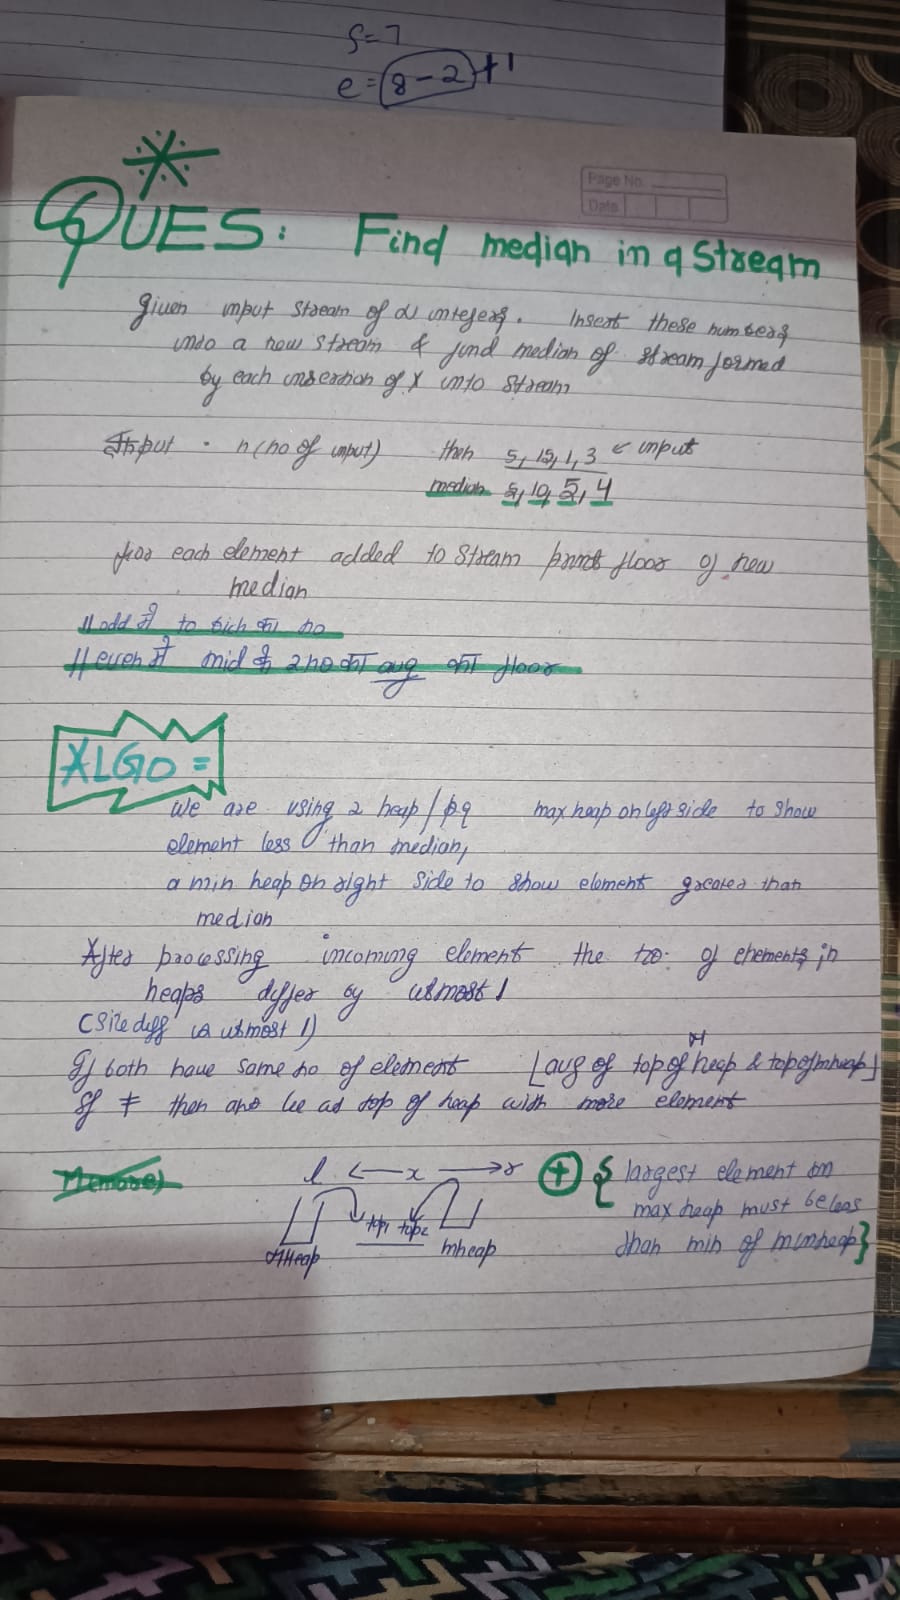 s=7
e=8-2+1
Page No.
Date
QUES: Find median in a Stream
Given input stream of d integers. Insert these numbers
into a new stream & find median of stream formed
by each insertion of X into stream
Input . n (no of input) then 5, 15, 1, 3 ← input
median 5, 10, 5, 4
for each element added to stream print floor of new
median
// odd में to bich का no
// even में mid के 2 no का avg का floor
ALGO =
we are using 2 heap / pq max heap on left side to show
element less than median,
a min heap on right side to show element greater than
median
After processing incoming element the no. of elements in
heaps differ by utmost 1
(Size diff is utmost 1)
If both have same no of element ⌊avg of top of M heap & top of mheap⌋
If ≠ then ans be at top of heap with more element
l ← x → r
top1 top2
MHeap mheap
+ { largest element in
max heap must be less
than min of minheap }